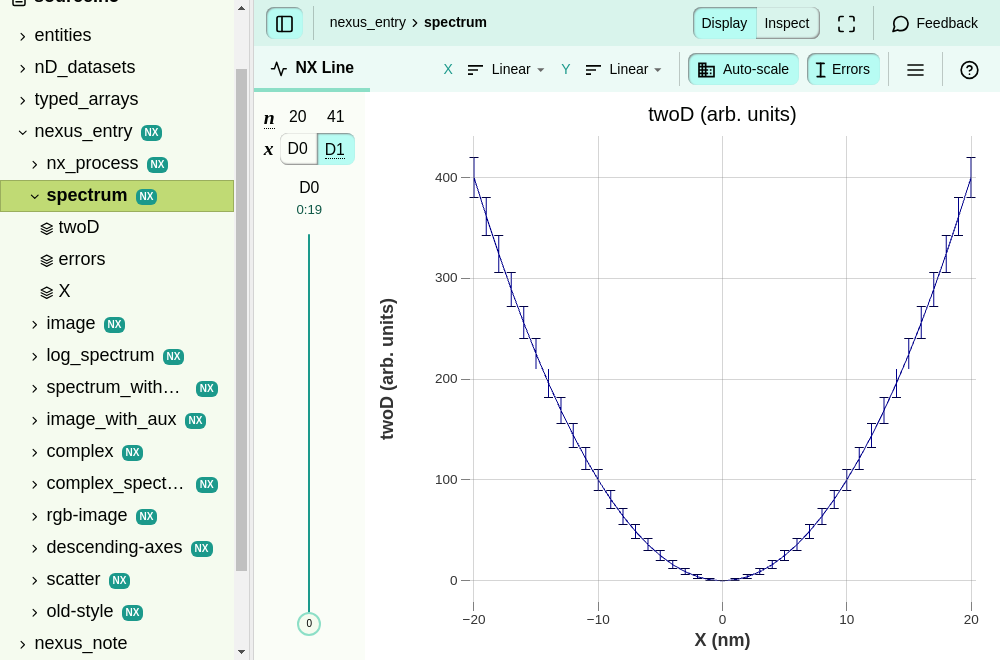 entities
nD_datasets
typed_arrays
nexus_entry NX
nx_process NX
spectrum NX
twoD
errors
X
image NX
log_spectrum NX
spectrum_with… NX
image_with_aux NX
complex NX
complex_spect… NX
rgb-image NX
descending-axes NX
scatter NX
old-style NX
nexus_note
nexus_entry › spectrum
Display Inspect
Feedback
NX Line
X Linear
Y Linear
Auto-scale
Errors
n 20 41
x D0 D1
D0
0:19
0
twoD (arb. units)
400
300
200
100
0
twoD (arb. units)
−20 −10 0 10 20
X (nm)